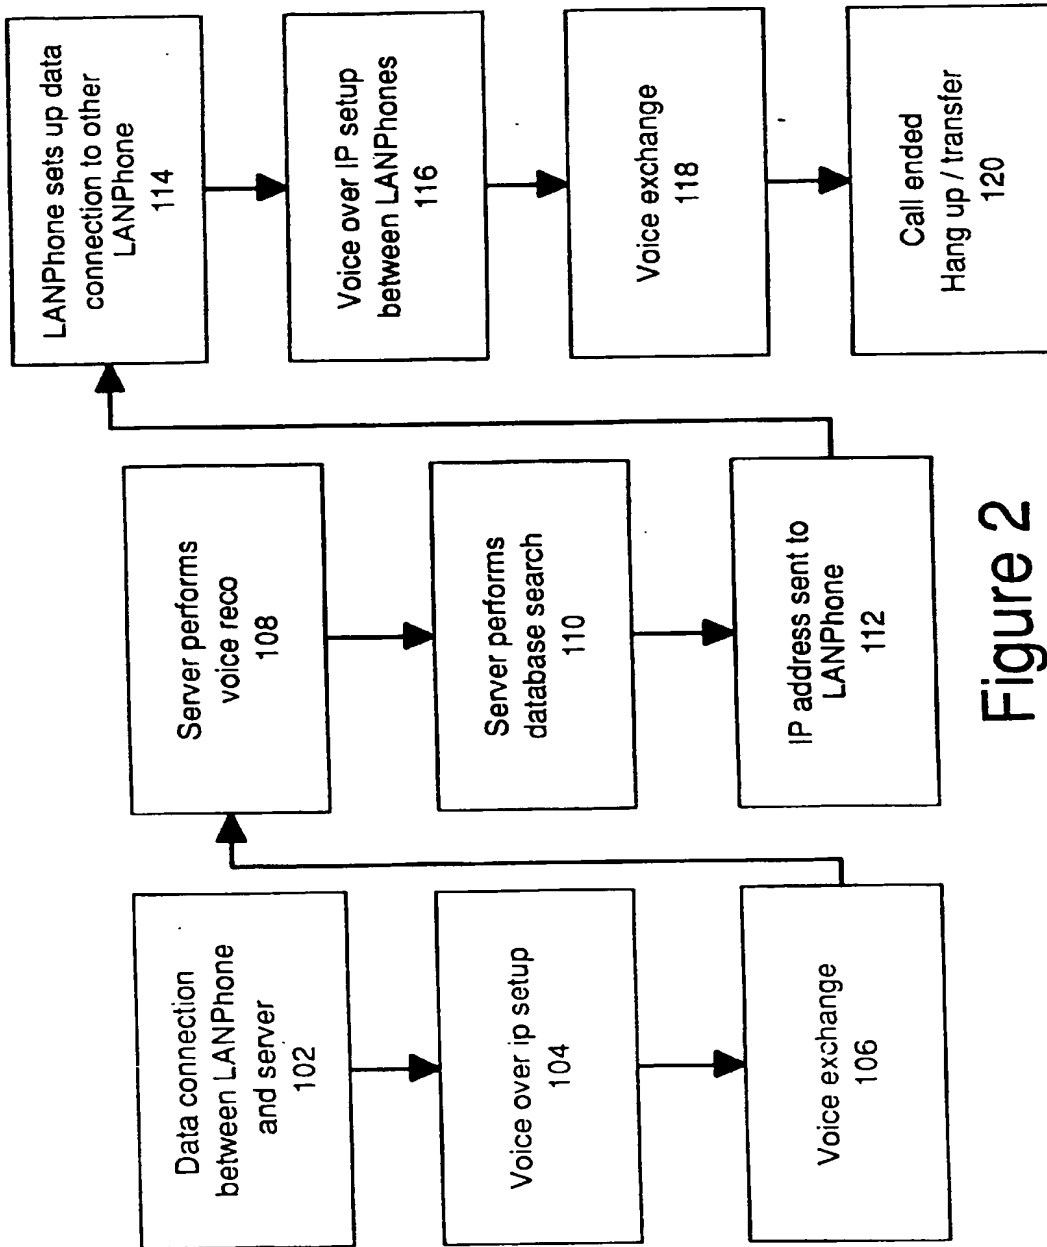 Data connection
between LANPhone
and server
102
Voice over ip setup
104
Voice exchange
106
Server performs
voice reco
108
Server performs
database search
110
IP address sent to
LANPhone
112
LANPhone sets up data
connection to other
LANPhone
114
Voice over IP setup
between LANPhones
116
Voice exchange
118
Call ended
Hang up / transfer
120
Figure 2